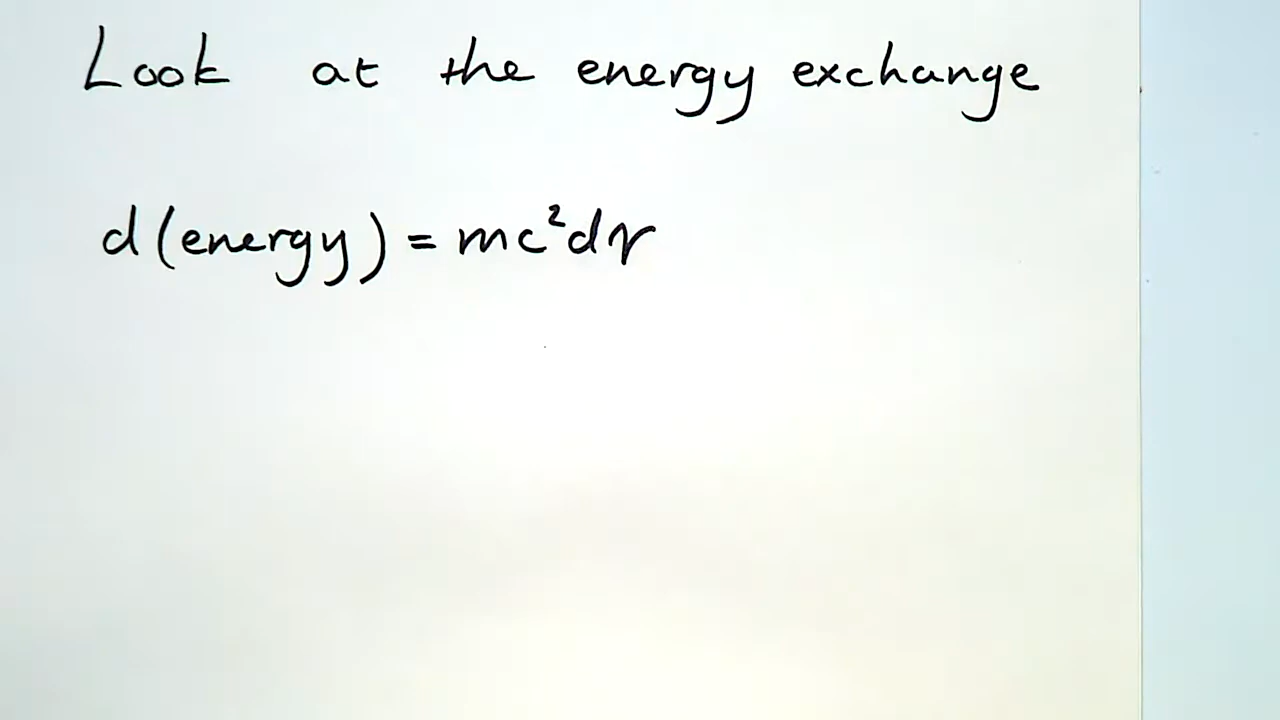 Look at the energy exchange
d(energy) = mc²dγ